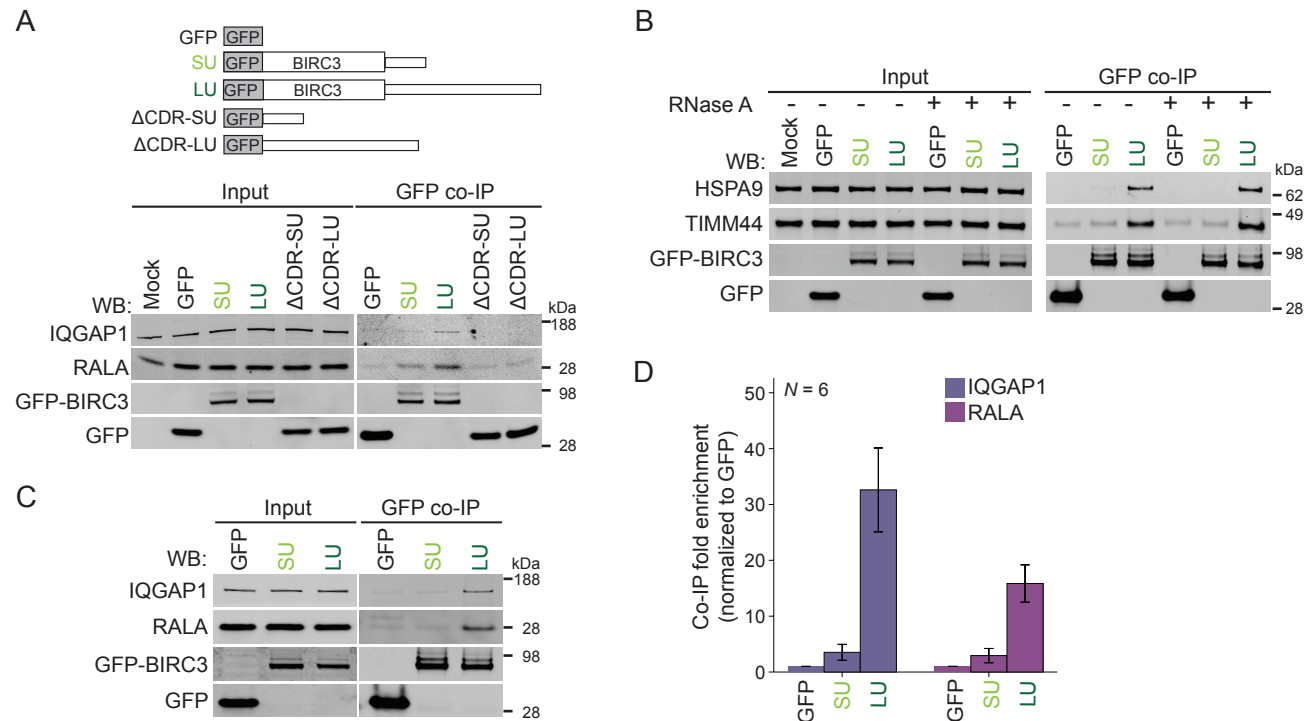 A
GFP GFP
SU GFP BIRC3
LU GFP BIRC3
ΔCDR-SU GFP
ΔCDR-LU GFP
Input GFP co-IP
WB: Mock GFP SU LU ΔCDR-SU ΔCDR-LU GFP SU LU ΔCDR-SU ΔCDR-LU kDa
IQGAP1 188
RALA 28
GFP-BIRC3 98
GFP 28
B
Input GFP co-IP
RNase A - - - + + + - - - + + +
WB: Mock GFP SU LU GFP SU LU GFP SU LU GFP SU LU kDa
HSPA9 62
TIMM44 49
GFP-BIRC3 98
GFP 28
C
Input GFP co-IP
WB: GFP SU LU GFP SU LU kDa
IQGAP1 188
RALA 28
GFP-BIRC3 98
GFP 28
D
N = 6
IQGAP1
RALA
Co-IP fold enrichment
(normalized to GFP)
50
40
30
20
10
0
GFP SU LU GFP SU LU